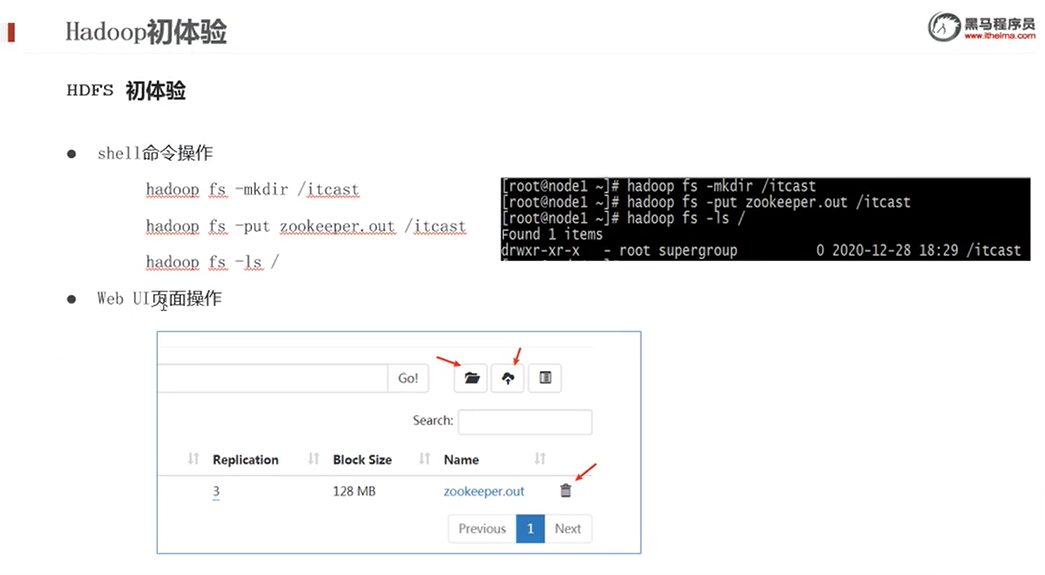 Hadoop初体验
黑马程序员
www.itheima.com
HDFS 初体验
● shell命令操作
hadoop fs -mkdir /itcast
hadoop fs -put zookeeper.out /itcast
hadoop fs -ls /
[root@node1 ~]# hadoop fs -mkdir /itcast
[root@node1 ~]# hadoop fs -put zookeeper.out /itcast
[root@node1 ~]# hadoop fs -ls /
Found 1 items
drwxr-xr-x - root supergroup 0 2020-12-28 18:29 /itcast
● Web UI页面操作
Go!
Search:
Replication Block Size Name
3 128 MB zookeeper.out
Previous 1 Next